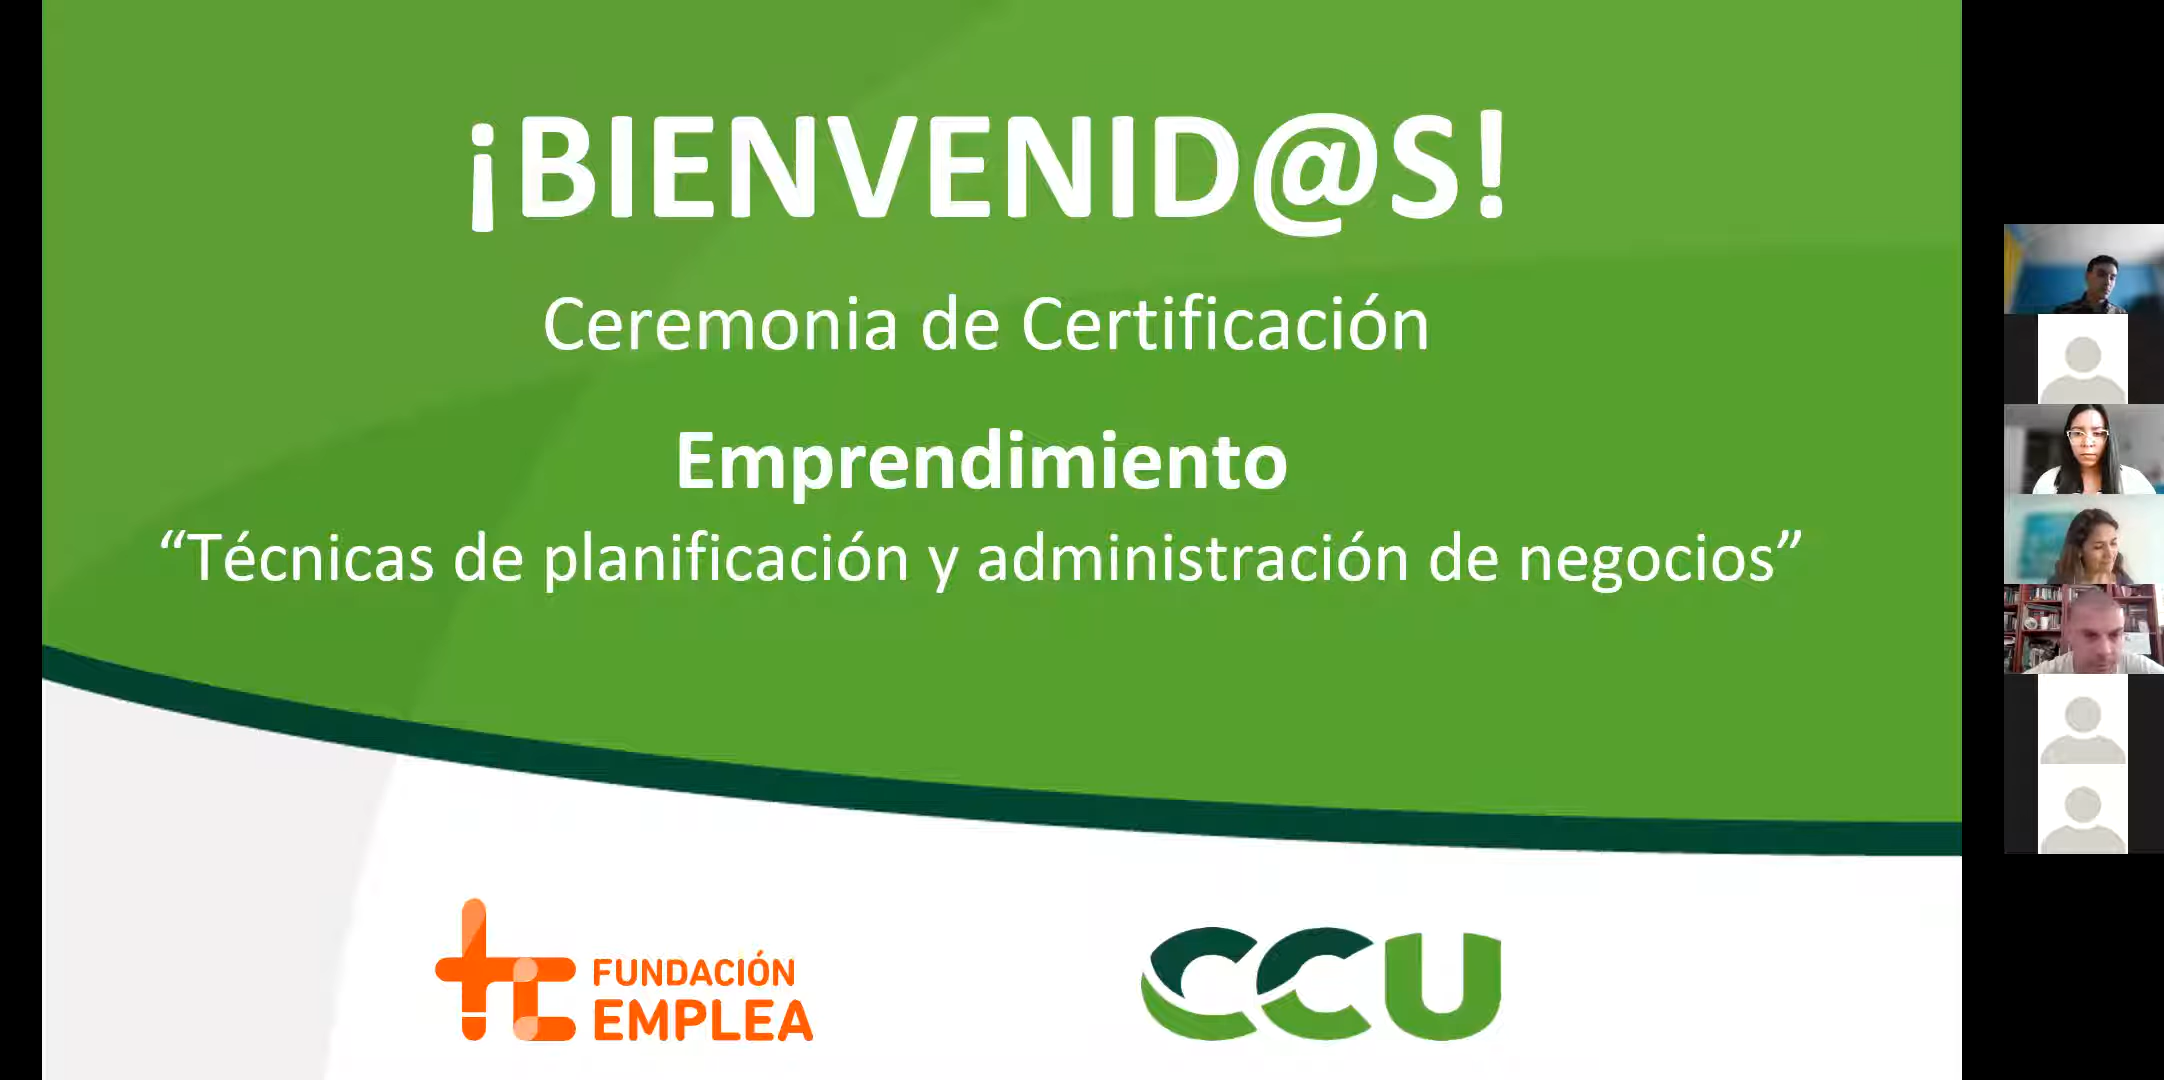 ¡BIENVENID@S!
Ceremonia de Certificación
Emprendimiento
“Técnicas de planificación y administración de negocios”
FUNDACIÓN
EMPLEA
CCU